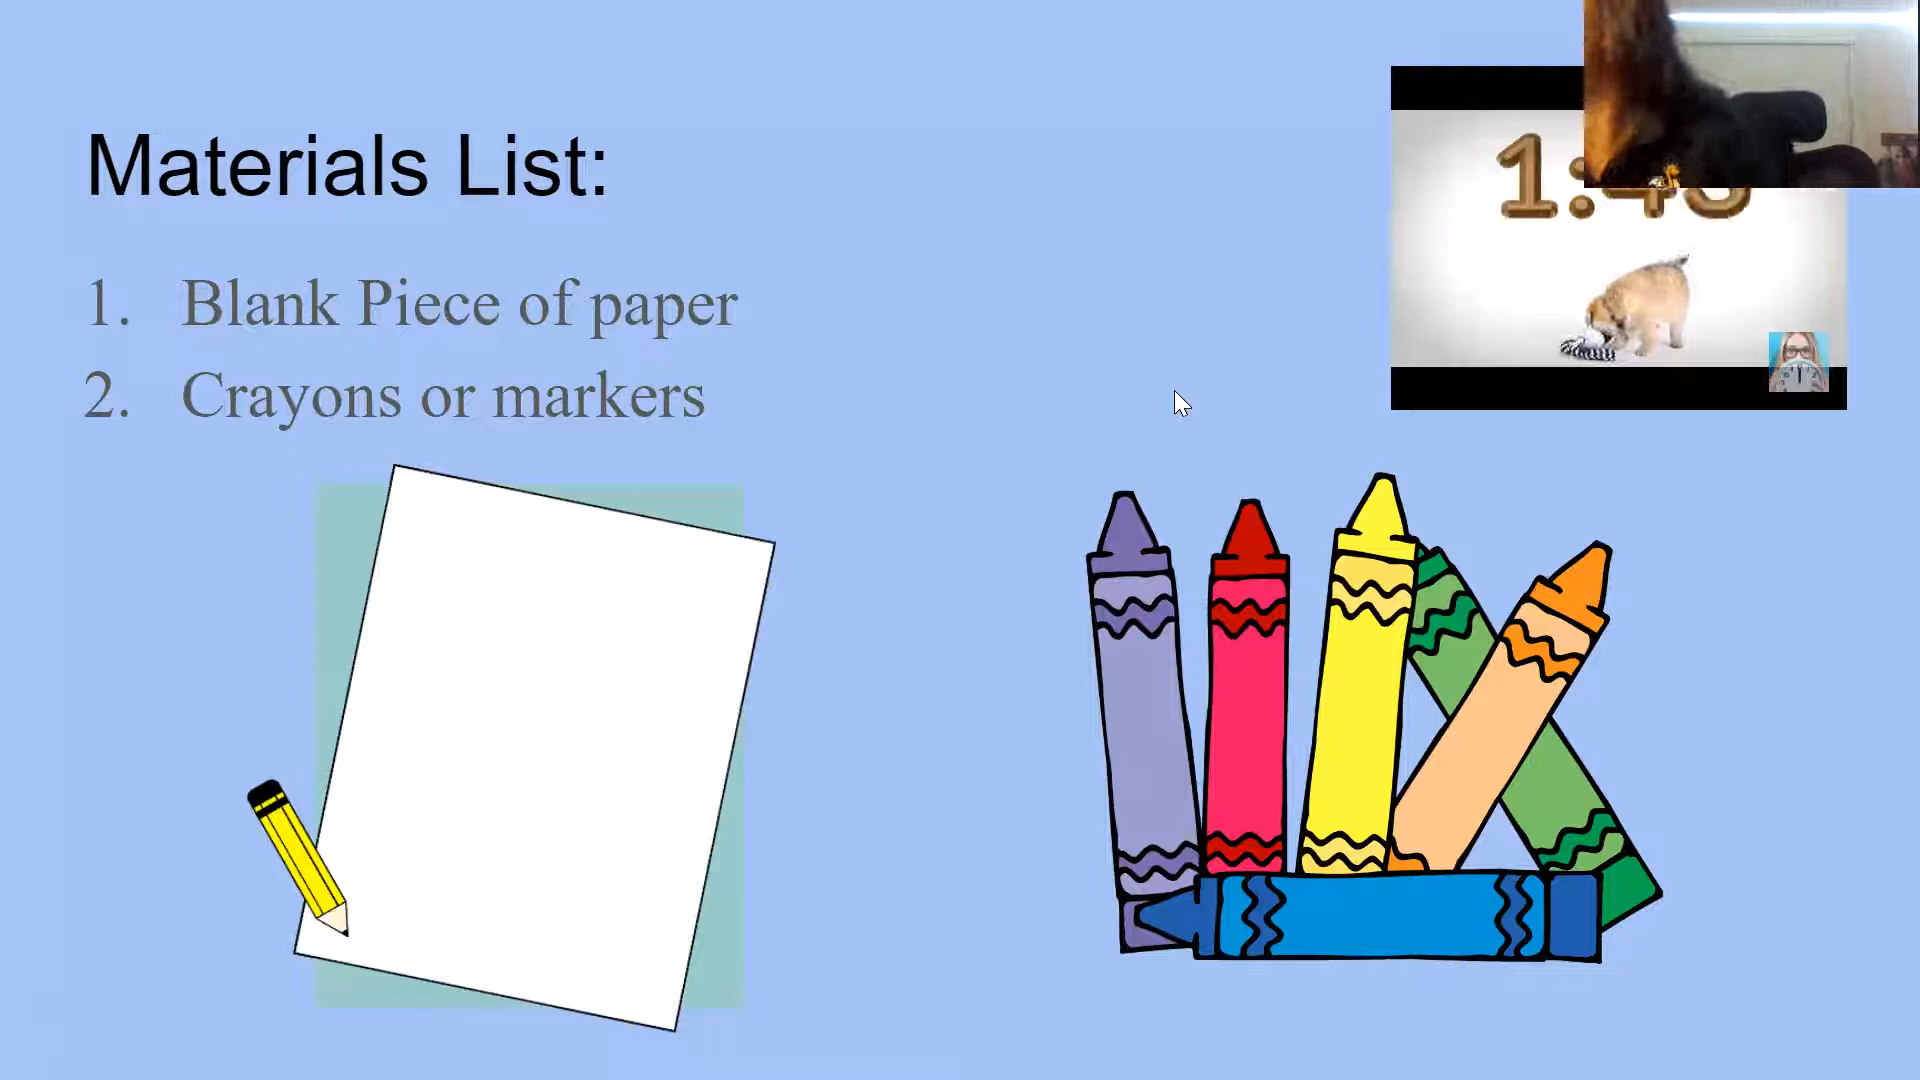 Materials List:
1. Blank Piece of paper
2. Crayons or markers